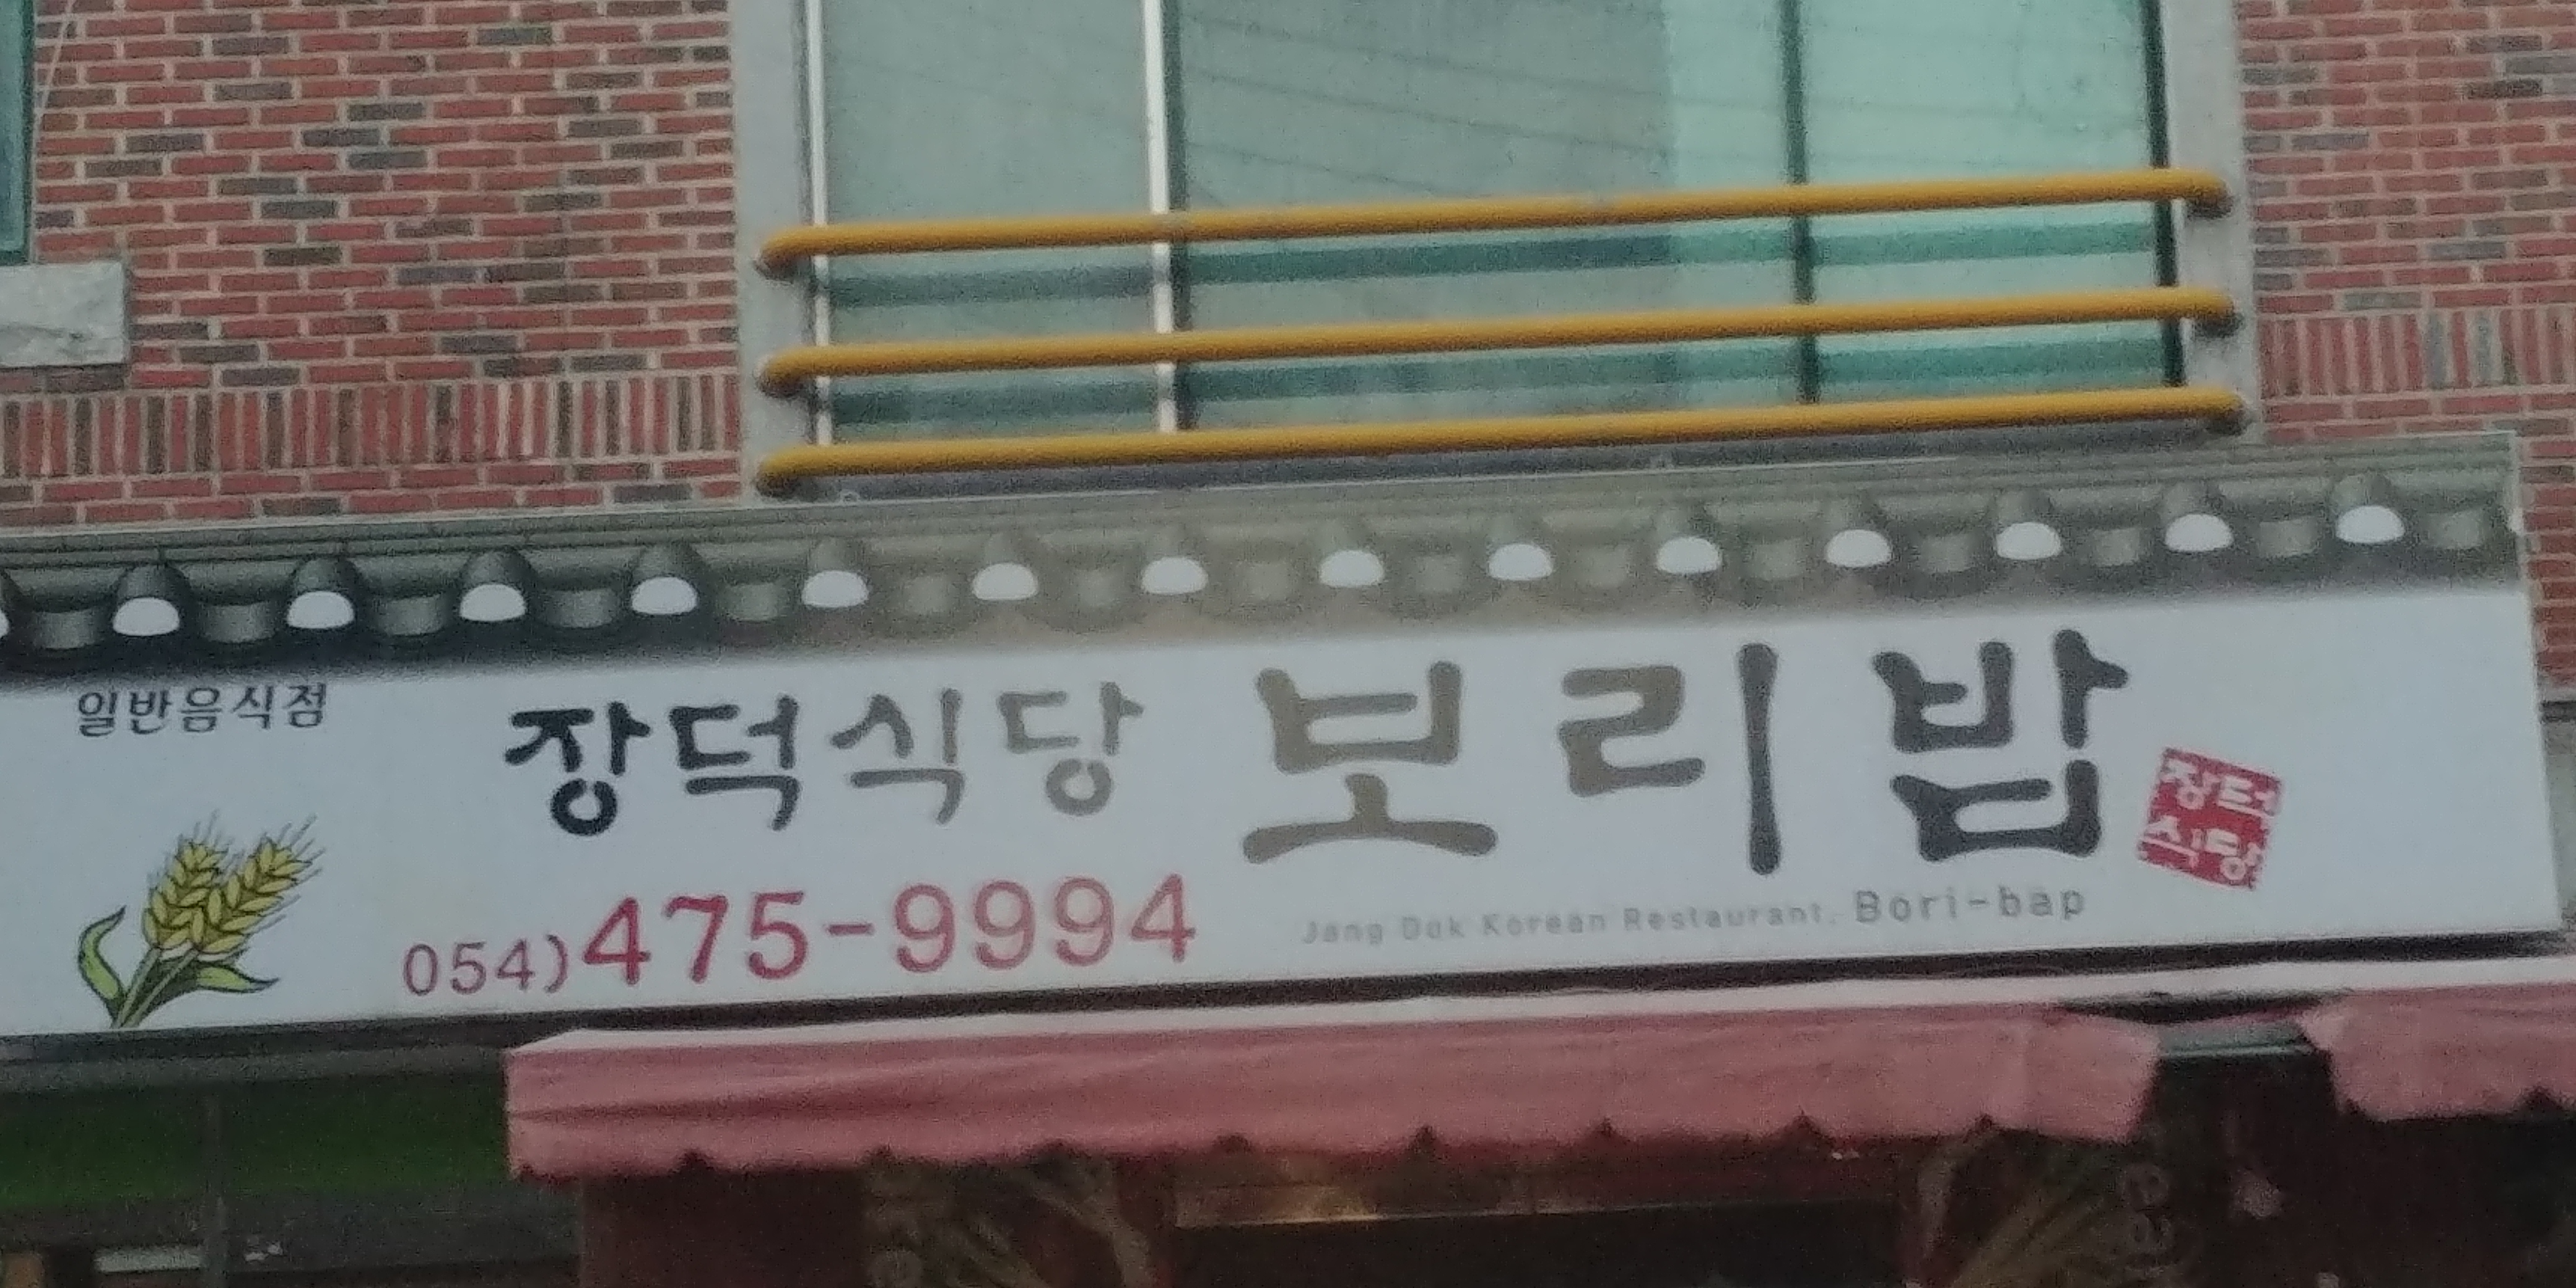 일반음식점
장덕식당 보리밥
장덕
식당
054)475-9994
Jang Duk Korean Restaurant. Bori-bap